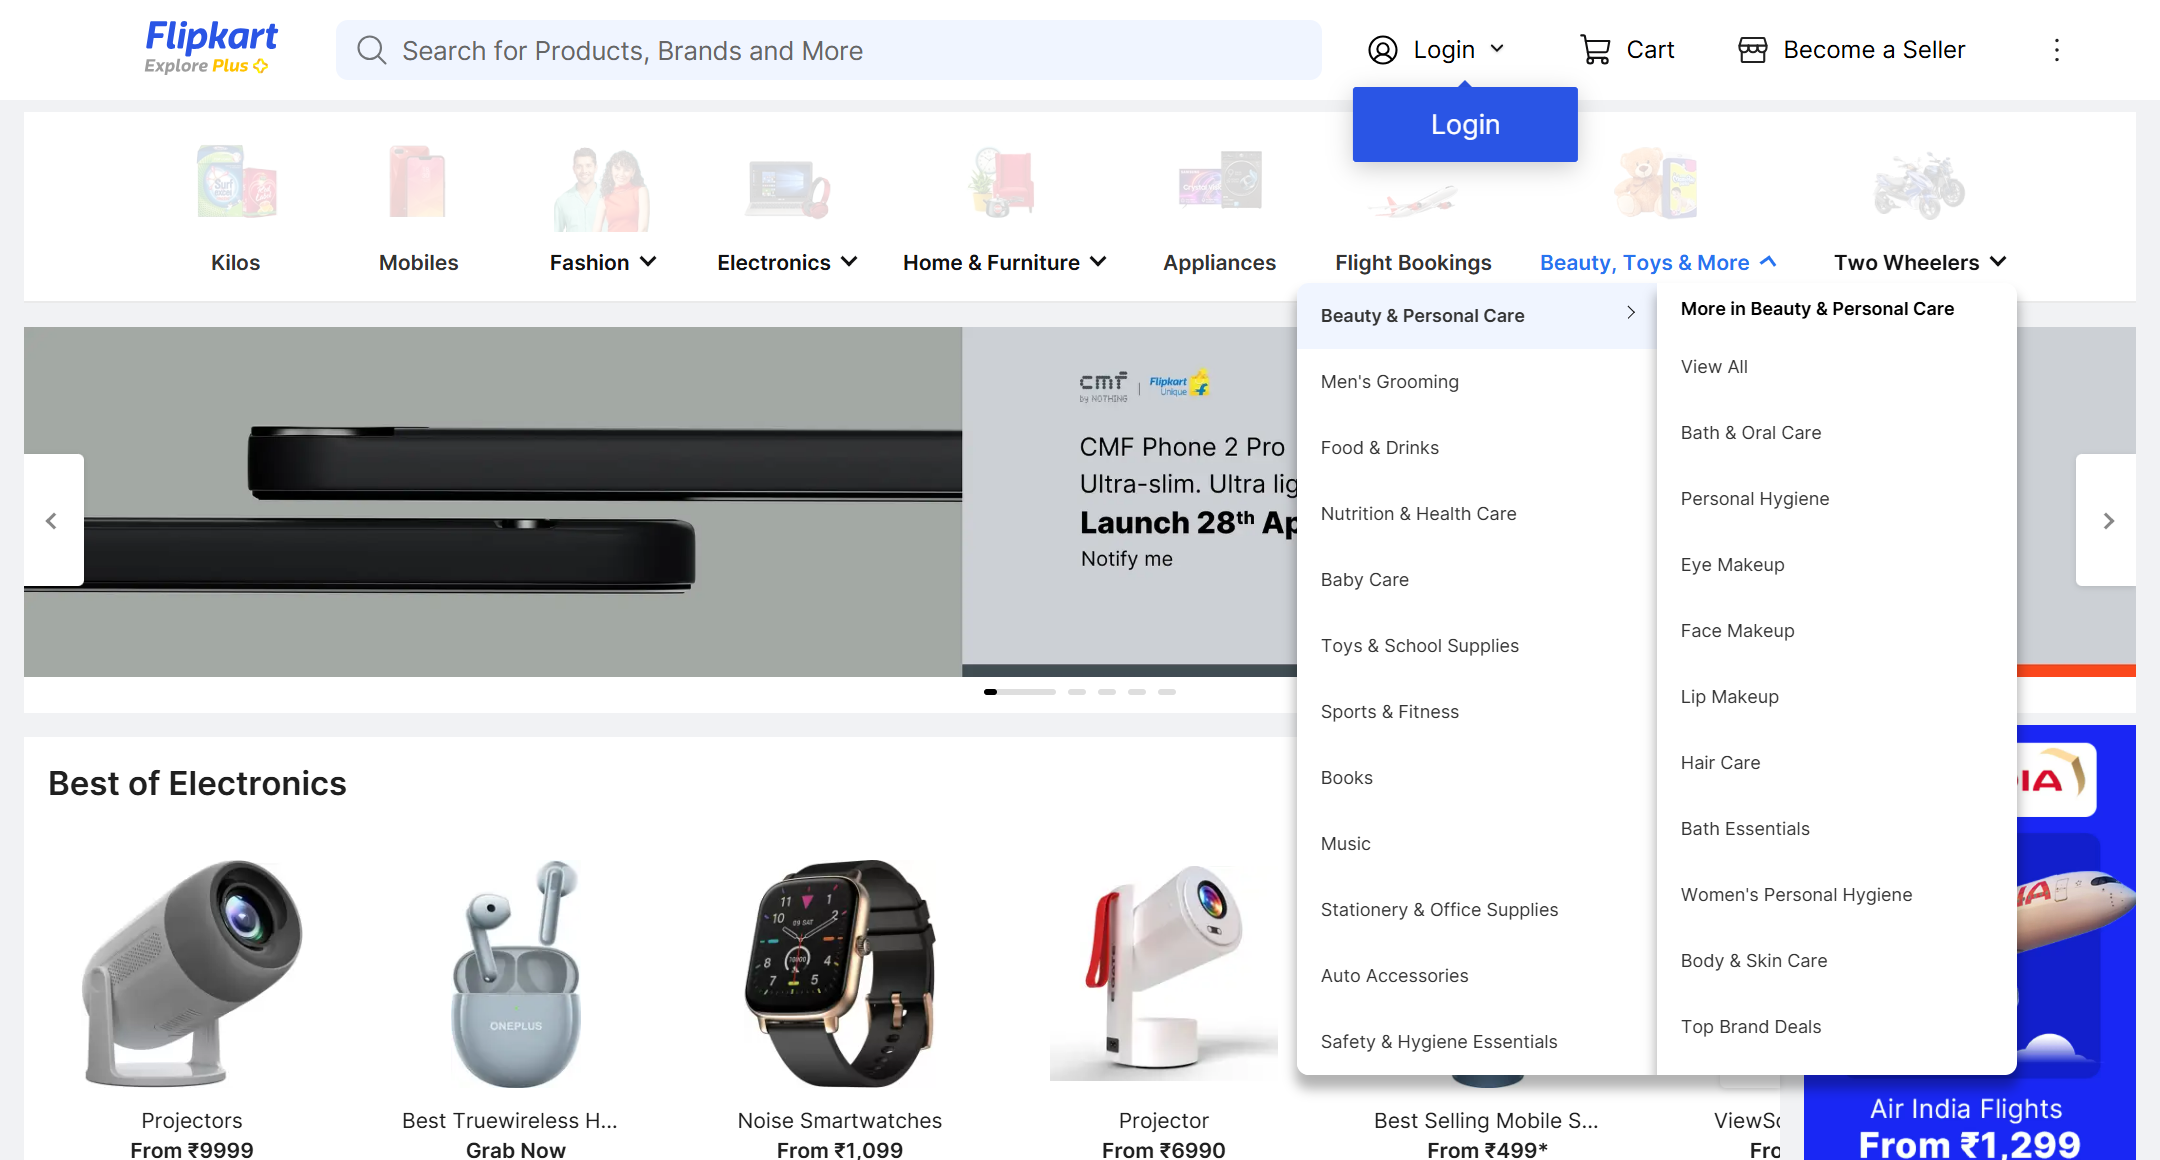 Flipkart
Explore Plus
Search for Products, Brands and More
Login
Cart
Become a Seller
Login
Kilos
Mobiles
Fashion
Electronics
Home & Furniture
Appliances
Flight Bookings
Beauty, Toys & More
Two Wheelers
Beauty & Personal Care
Men's Grooming
Food & Drinks
Nutrition & Health Care
Baby Care
Toys & School Supplies
Sports & Fitness
Books
Music
Stationery & Office Supplies
Auto Accessories
Safety & Hygiene Essentials
More in Beauty & Personal Care
View All
Bath & Oral Care
Personal Hygiene
Eye Makeup
Face Makeup
Lip Makeup
Hair Care
Bath Essentials
Women's Personal Hygiene
Body & Skin Care
Top Brand Deals
cmf
by NOTHING
Flipkart
Unique
CMF Phone 2 Pro
Ultra-slim. Ultra lig
Launch 28th Ap
Notify me
Best of Electronics
ONEPLUS
Projectors
From ₹9999
Best Truewireless H...
Grab Now
Noise Smartwatches
From ₹1,099
Projector
From ₹6990
Best Selling Mobile S...
From ₹499*
ViewSo
Fro
IA
IA
Air India Flights
From ₹1,299